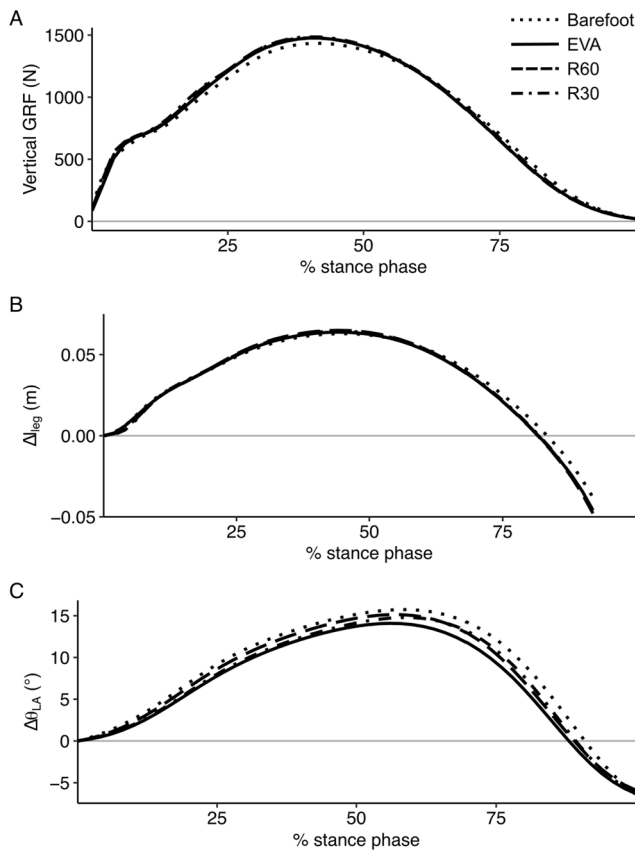 A
Barefoot
EVA
R60
R30
Vertical GRF (N)
1500
1000
500
0
25
50
75
% stance phase
B
Δl_leg (m)
0.05
0.00
−0.05
25
50
75
% stance phase
C
Δθ_LA (°)
15
10
5
0
−5
25
50
75
% stance phase